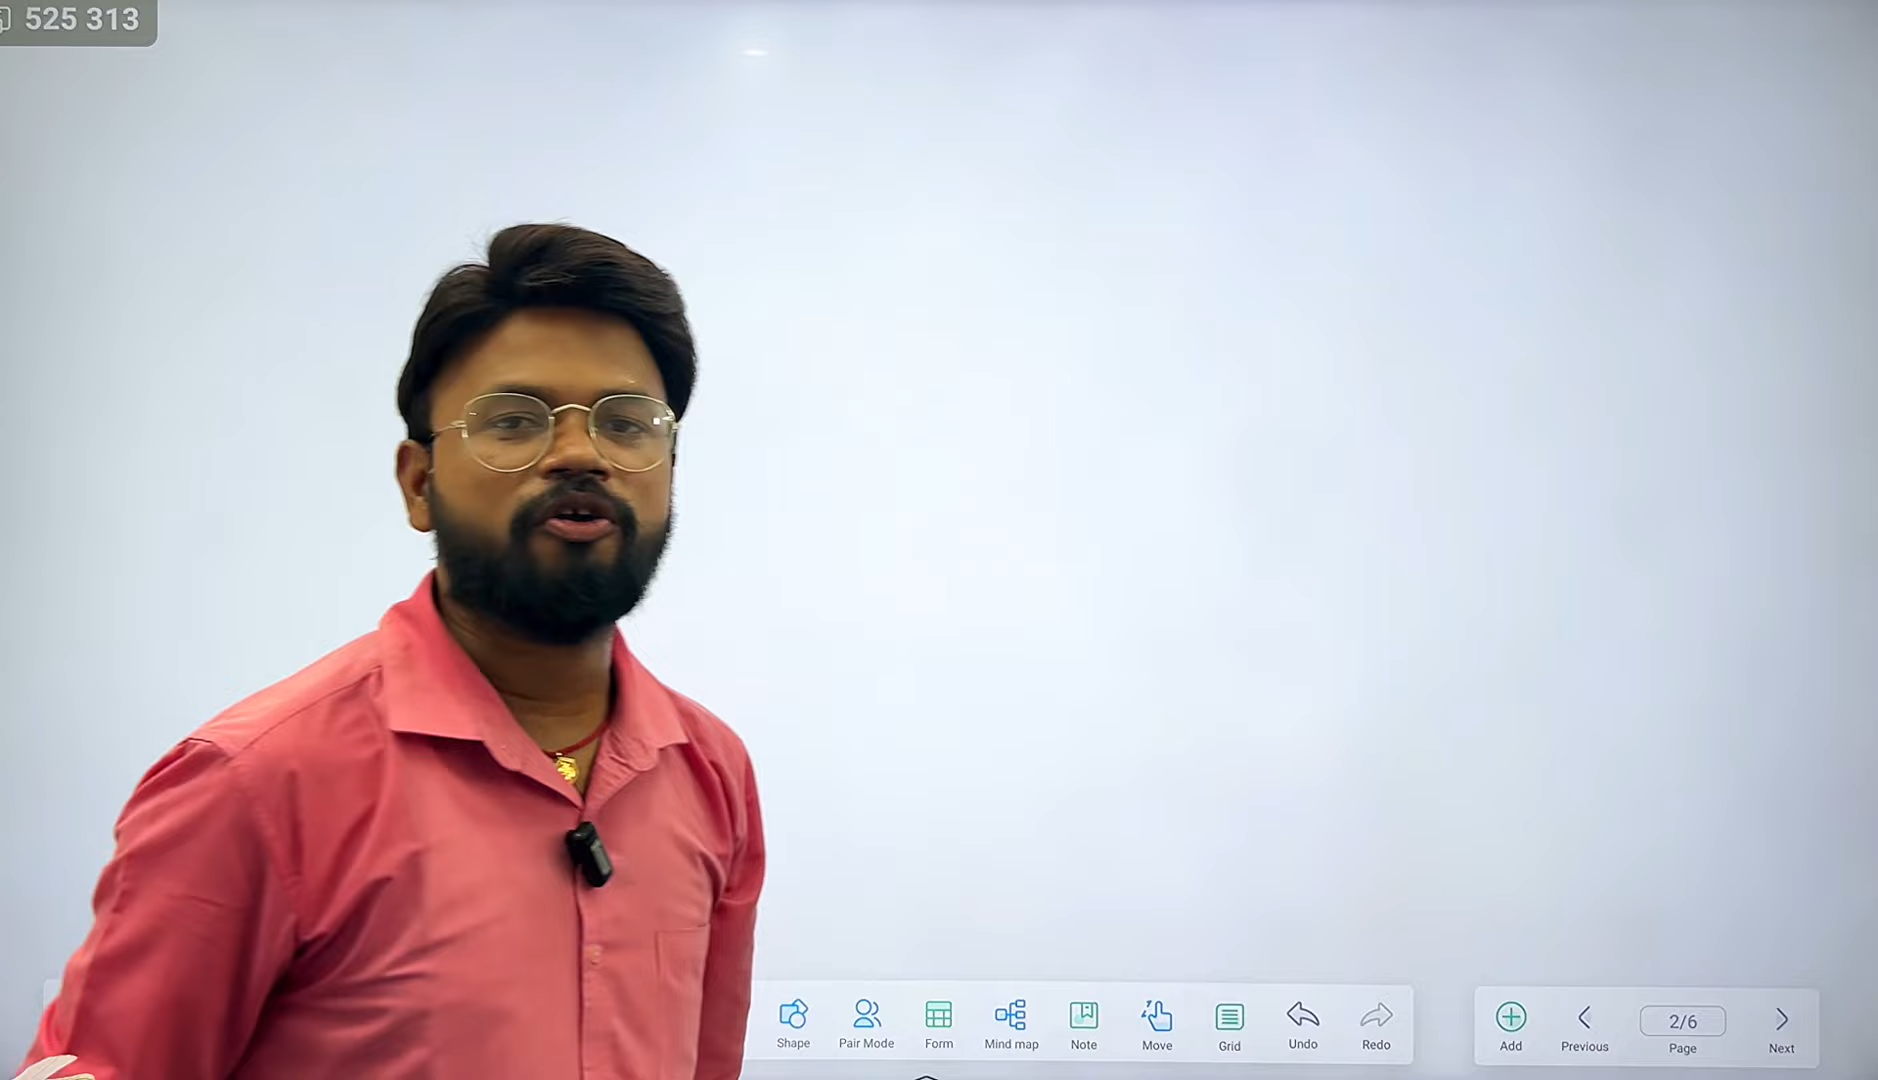 525 313
Shape
Pair Mode
Form
Mind map
Note
Move
Grid
Undo
Redo
Add
Previous
2/6
Page
Next